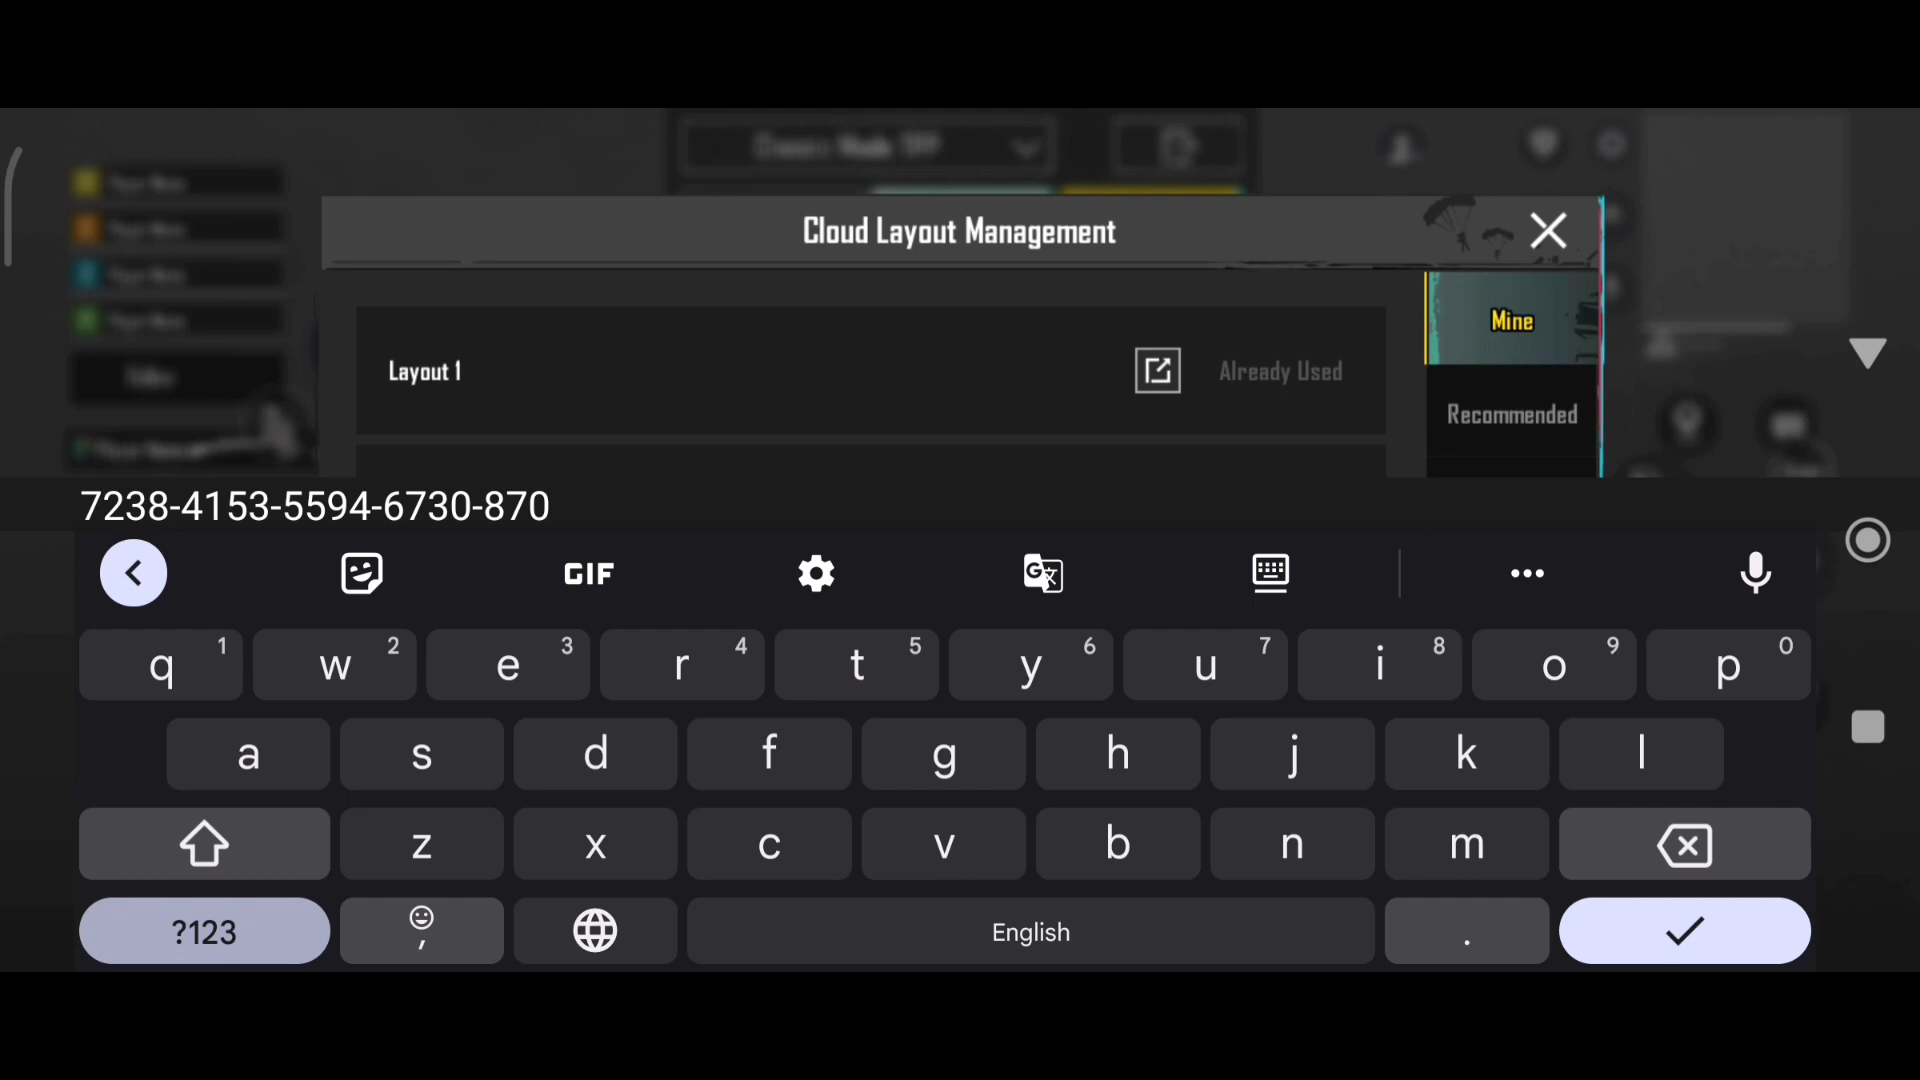 Cloud Layout Management
Mine
Layout 1
Already Used
Recommended
7238-4153-5594-6730-870
GIF
q 1 w 2 e 3 r 4 t 5 y 6 u 7 i 8 o 9 p 0
a s d f g h j k l
z x c v b n m
?123 , English .